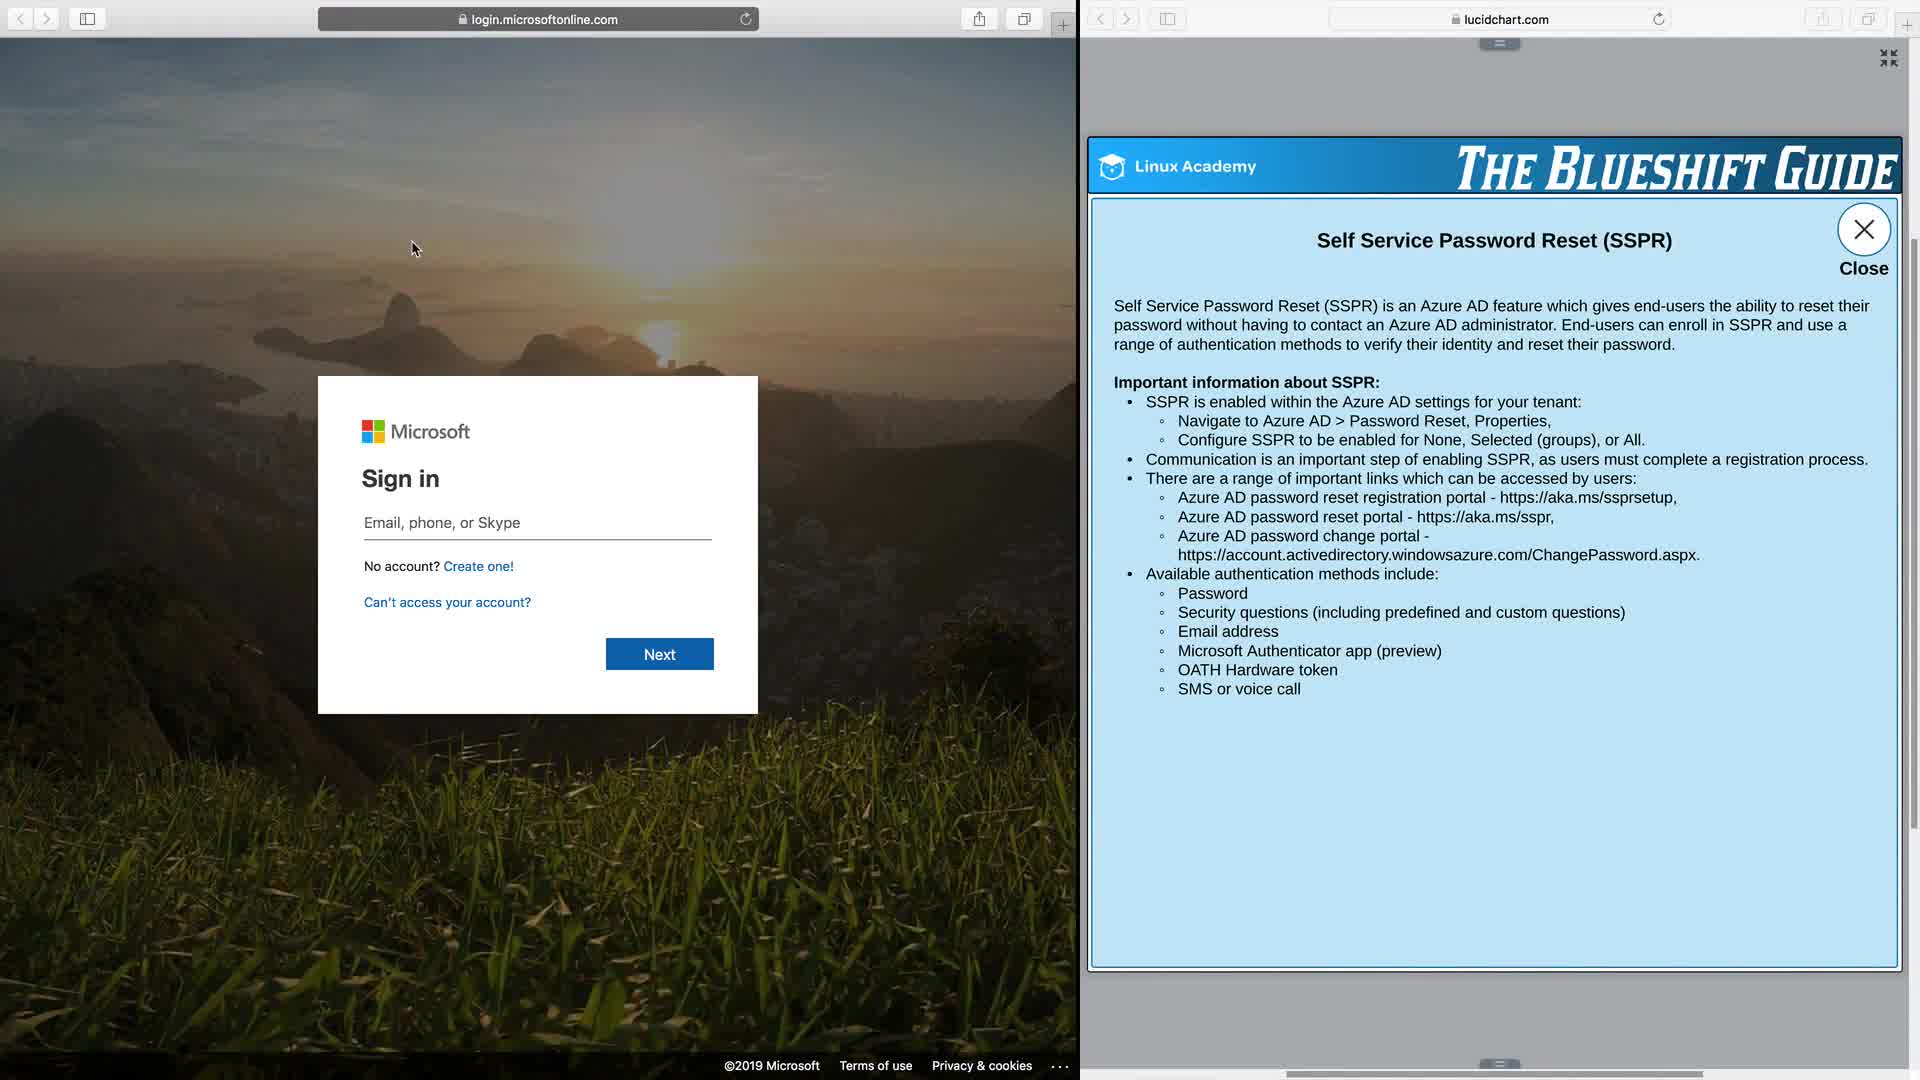 login.microsoftonline.com
Microsoft
Sign in
Email, phone, or Skype
No account? Create one!
Can't access your account?
Next
©2019 Microsoft Terms of use Privacy & cookies ...
lucidchart.com
Linux Academy
THE BLUESHIFT GUIDE
Self Service Password Reset (SSPR)
Close
Self Service Password Reset (SSPR) is an Azure AD feature which gives end-users the ability to reset their
password without having to contact an Azure AD administrator. End-users can enroll in SSPR and use a
range of authentication methods to verify their identity and reset their password.
Important information about SSPR:
• SSPR is enabled within the Azure AD settings for your tenant:
◦ Navigate to Azure AD > Password Reset, Properties,
◦ Configure SSPR to be enabled for None, Selected (groups), or All.
• Communication is an important step of enabling SSPR, as users must complete a registration process.
• There are a range of important links which can be accessed by users:
◦ Azure AD password reset registration portal - https://aka.ms/ssprsetup,
◦ Azure AD password reset portal - https://aka.ms/sspr,
◦ Azure AD password change portal -
https://account.activedirectory.windowsazure.com/ChangePassword.aspx.
• Available authentication methods include:
◦ Password
◦ Security questions (including predefined and custom questions)
◦ Email address
◦ Microsoft Authenticator app (preview)
◦ OATH Hardware token
◦ SMS or voice call